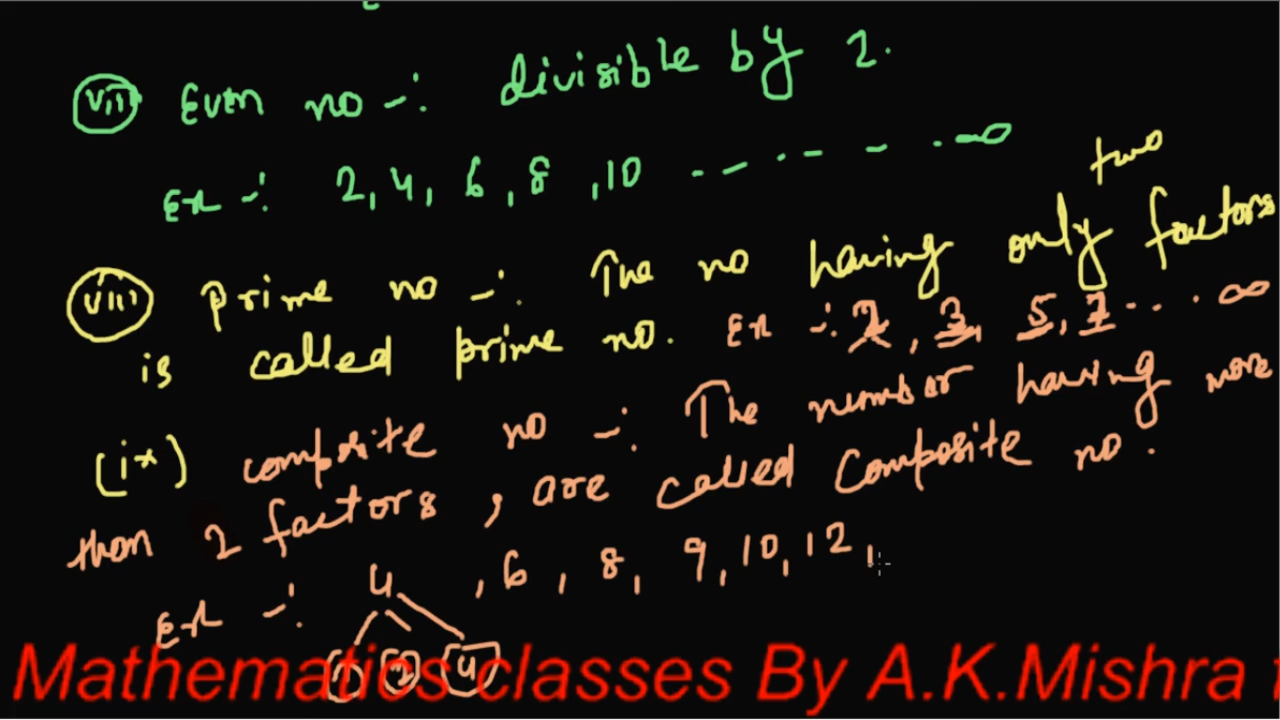 (vii) Even no -: divisible by 2.
Ex -: 2, 4, 6, 8, 10 - - - - - - ∞
two
(viii) Prime no -: The no having only factors
is called prime no. Ex -: 2, 3, 5, 7 . . . . ∞
(ix) composite no -: The number having more
than 2 factors, are called Composite no.
Ex -: 4, 6, 8, 9, 10, 12,
1 2 4
Mathematics classes By A.K.Mishra